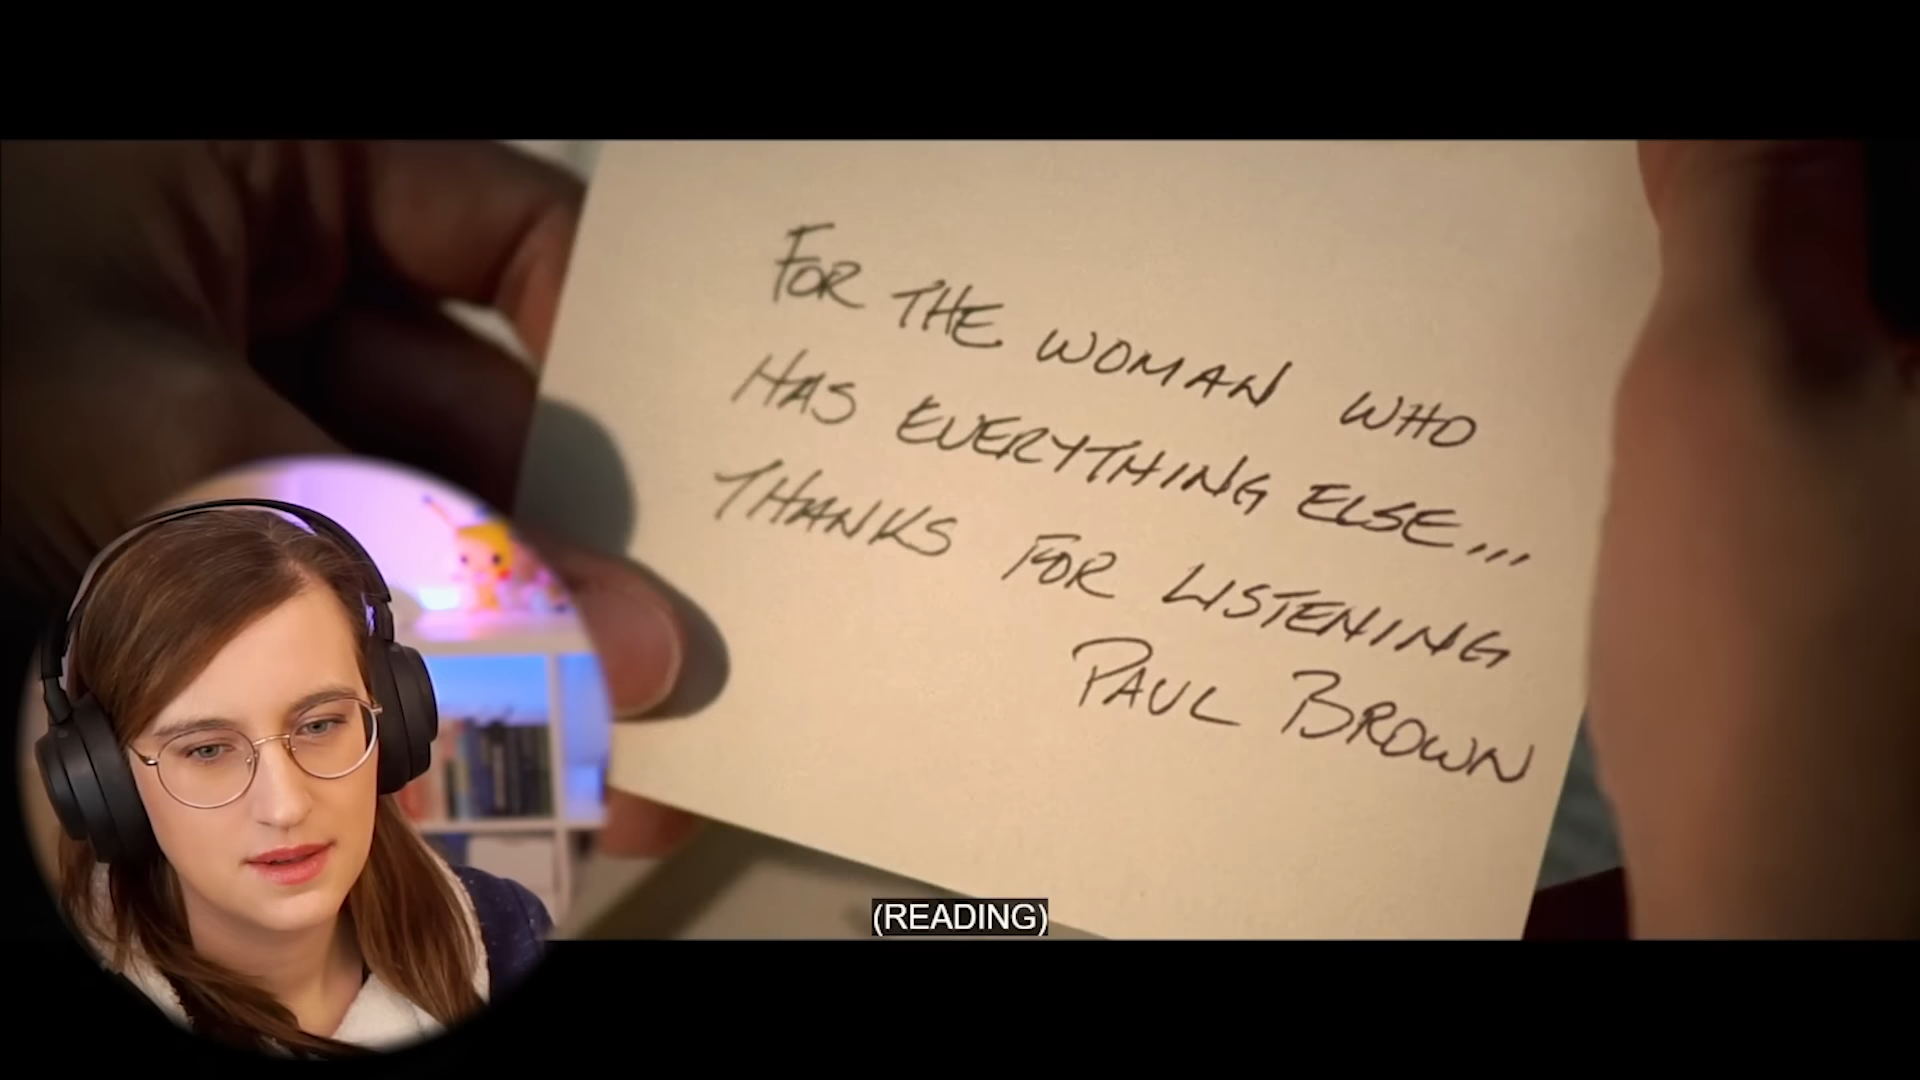 FOR THE WOMAN WHO
HAS EVERYTHING ELSE...
THANKS FOR LISTENING
PAUL BROWN
(READING)